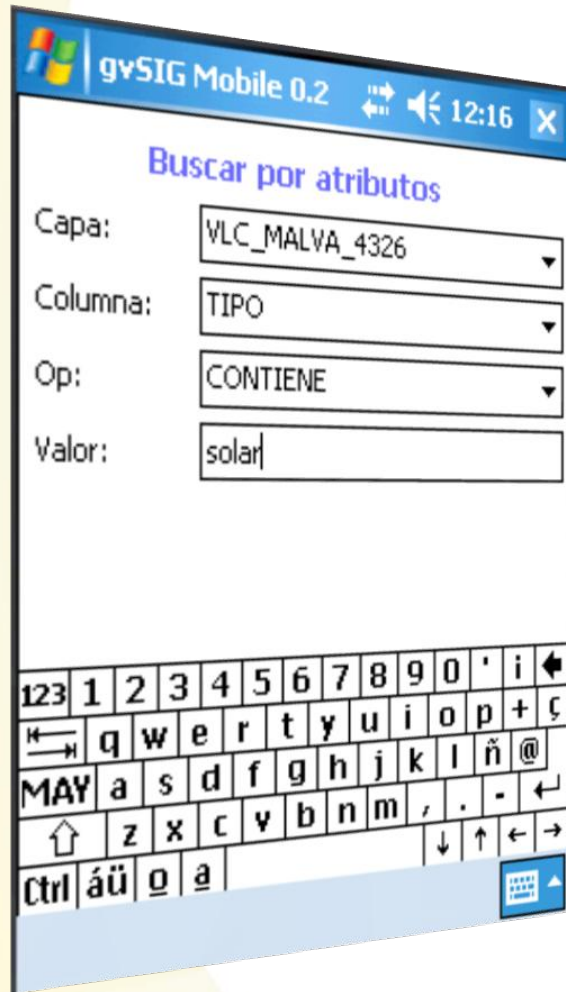 gvSIG Mobile 0.2 12:16 X
Buscar por atributos
Capa: VLC_MALVA_4326
Columna: TIPO
Op: CONTIENE
Valor: solar
123 1 2 3 4 5 6 7 8 9 0 ' ¡
q w e r t y u i o p + ç
MAY a s d f g h j k l ñ @
z x c v b n m , . -
Ctrl áü º ª